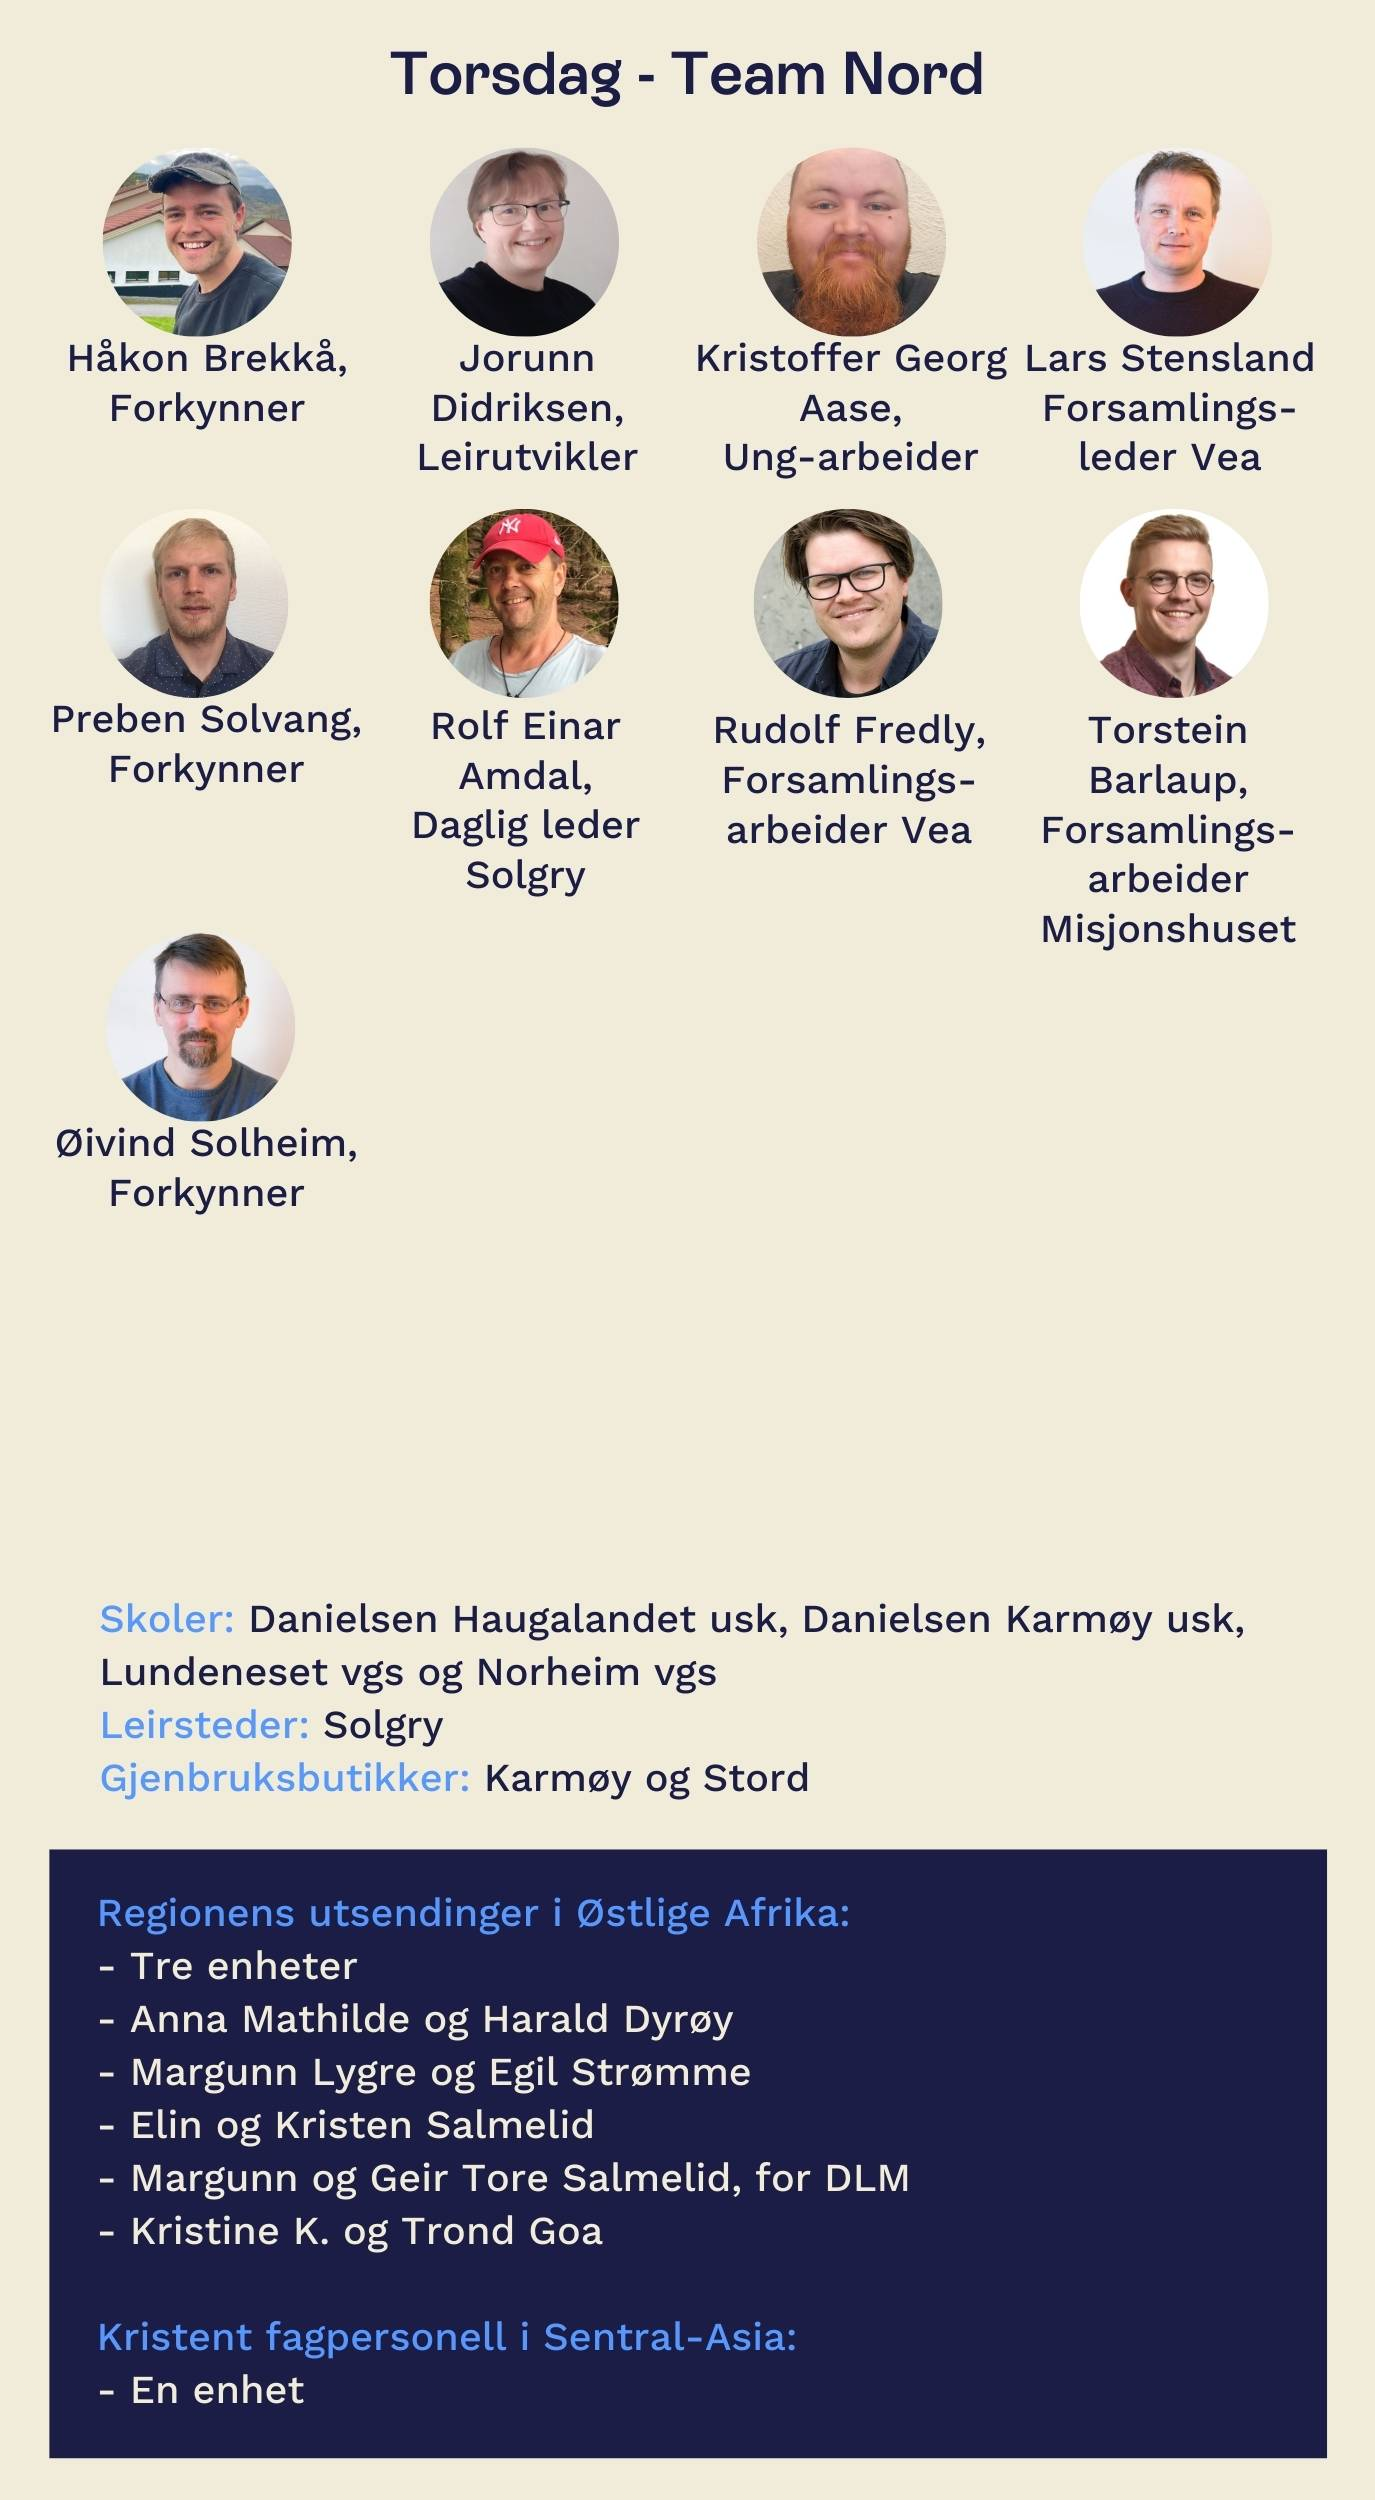 Torsdag - Team Nord
Håkon Brekkå,
Forkynner
Jorunn
Didriksen,
Leirutvikler
Kristoffer Georg
Aase,
Ung-arbeider
Lars Stensland
Forsamlings-
leder Vea
NY
Preben Solvang,
Forkynner
Rolf Einar
Amdal,
Daglig leder
Solgry
Rudolf Fredly,
Forsamlings-
arbeider Vea
Torstein
Barlaup,
Forsamlings-
arbeider
Misjonshuset
Øivind Solheim,
Forkynner
Skoler: Danielsen Haugalandet usk, Danielsen Karmøy usk,
Lundeneset vgs og Norheim vgs
Leirsteder: Solgry
Gjenbruksbutikker: Karmøy og Stord
Regionens utsendinger i Østlige Afrika:
- Tre enheter
- Anna Mathilde og Harald Dyrøy
- Margunn Lygre og Egil Strømme
- Elin og Kristen Salmelid
- Margunn og Geir Tore Salmelid, for DLM
- Kristine K. og Trond Goa
Kristent fagpersonell i Sentral-Asia:
- En enhet